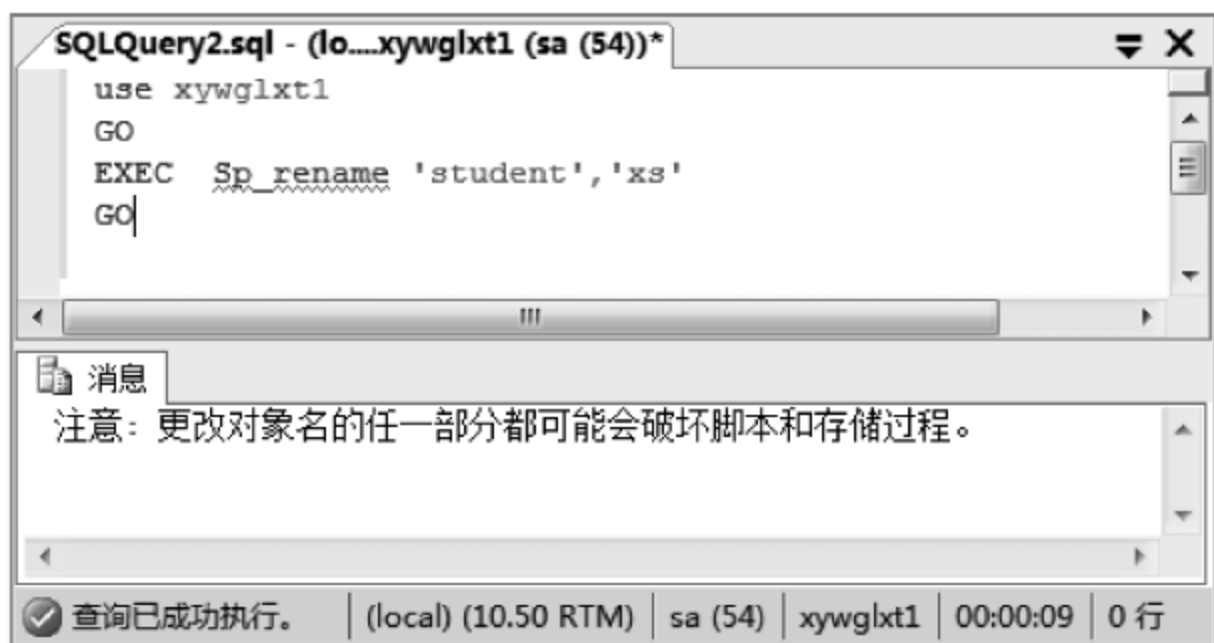 SQLQuery2.sql - (lo....xywglxt1 (sa (54))*
use xywglxt1
GO
EXEC  Sp_rename 'student','xs'
GO
消息
注意: 更改对象名的任一部分都可能会破坏脚本和存储过程。
查询已成功执行。 (local) (10.50 RTM) sa (54) xywglxt1 00:00:09 0 行